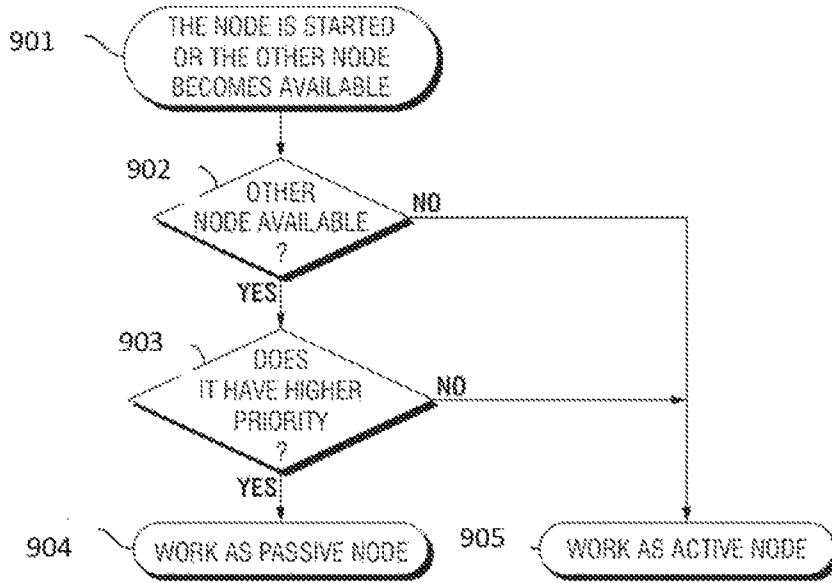 901
THE NODE IS STARTED
OR THE OTHER NODE
BECOMES AVAILABLE
902
OTHER
NODE AVAILABLE
?
NO
YES
903
DOES
IT HAVE HIGHER
PRIORITY
?
NO
YES
904
WORK AS PASSIVE NODE
905
WORK AS ACTIVE NODE